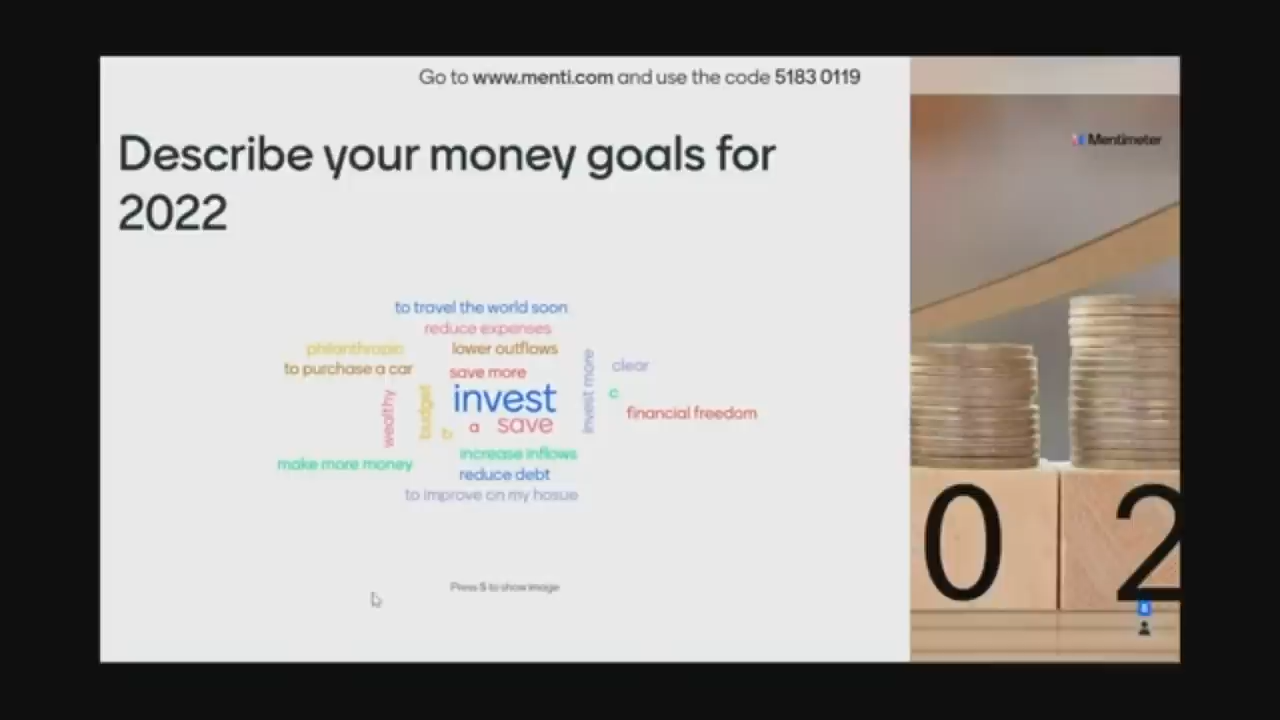 Go to www.menti.com and use the code 5183 0119
Mentimeter
Describe your money goals for
2022
to travel the world soon
reduce expenses
philanthropic
lower outflows
to purchase a car
save more
clear
invest more
wealthy
budget
invest
c
financial freedom
a
save
increase inflows
make more money
reduce debt
to improve on my hosue
Press S to show image
0
2